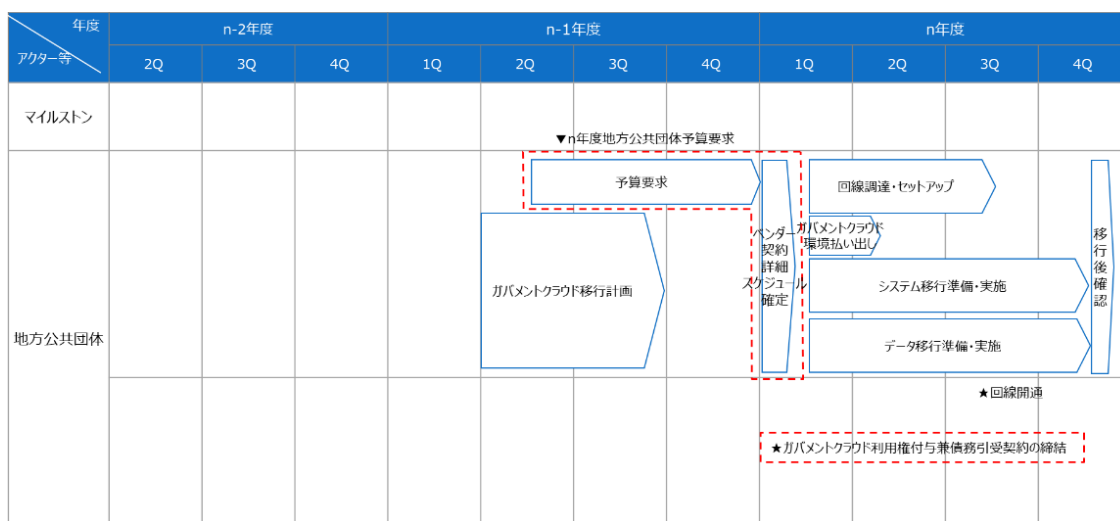 年度
アクター等
n-2年度
n-1年度
n年度
2Q
3Q
4Q
1Q
2Q
3Q
4Q
1Q
2Q
3Q
4Q
マイルストン
▼n年度地方公共団体予算要求
地方公共団体
予算要求
ガバメントクラウド移行計画
ベンダー
契約
詳細
スケジュール
確定
回線調達・セットアップ
ガバメントクラウド
環境払い出し
システム移行準備・実施
データ移行準備・実施
移
行
後
確
認
★回線開通
★ガバメントクラウド利用権付与兼債務引受契約の締結